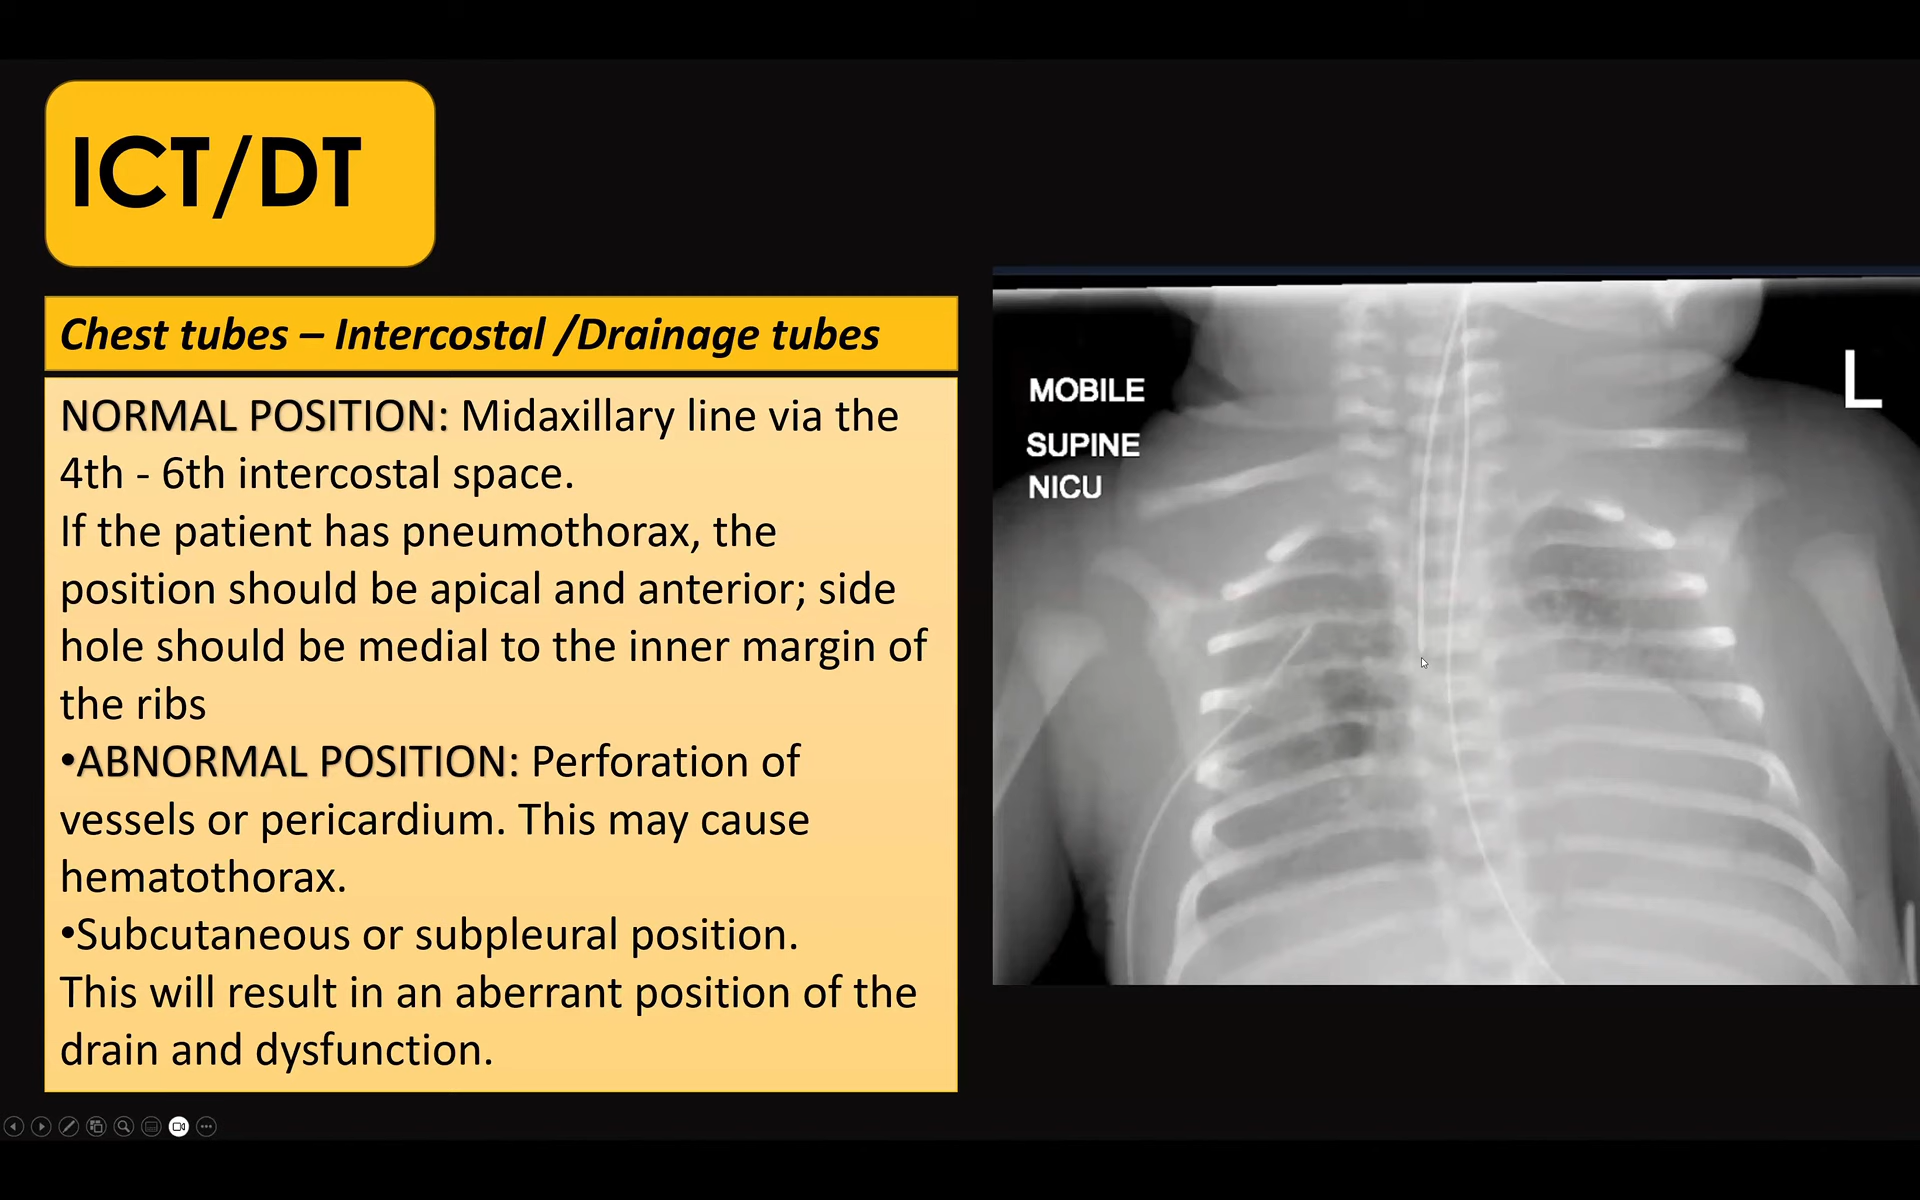 ICT/DT
Chest tubes – Intercostal /Drainage tubes
NORMAL POSITION: Midaxillary line via the
4th - 6th intercostal space.
If the patient has pneumothorax, the
position should be apical and anterior; side
hole should be medial to the inner margin of
the ribs
•ABNORMAL POSITION: Perforation of
vessels or pericardium. This may cause
hematothorax.
•Subcutaneous or subpleural position.
This will result in an aberrant position of the
drain and dysfunction.
MOBILE
SUPINE
NICU
L